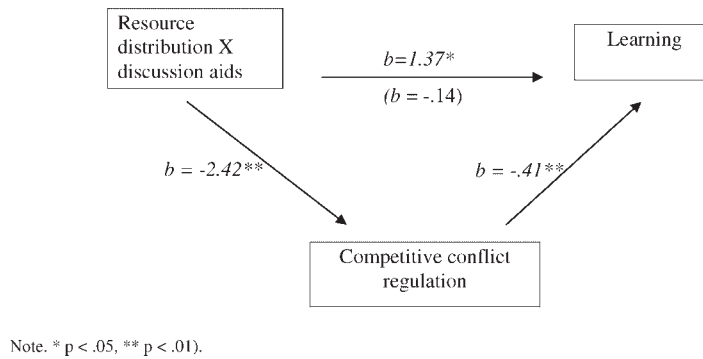 Resource
distribution X
discussion aids
Learning
b=1.37*
(b = -.14)
b = -2.42**
b = -.41**
Competitive conflict
regulation
Note. * p < .05, ** p < .01).